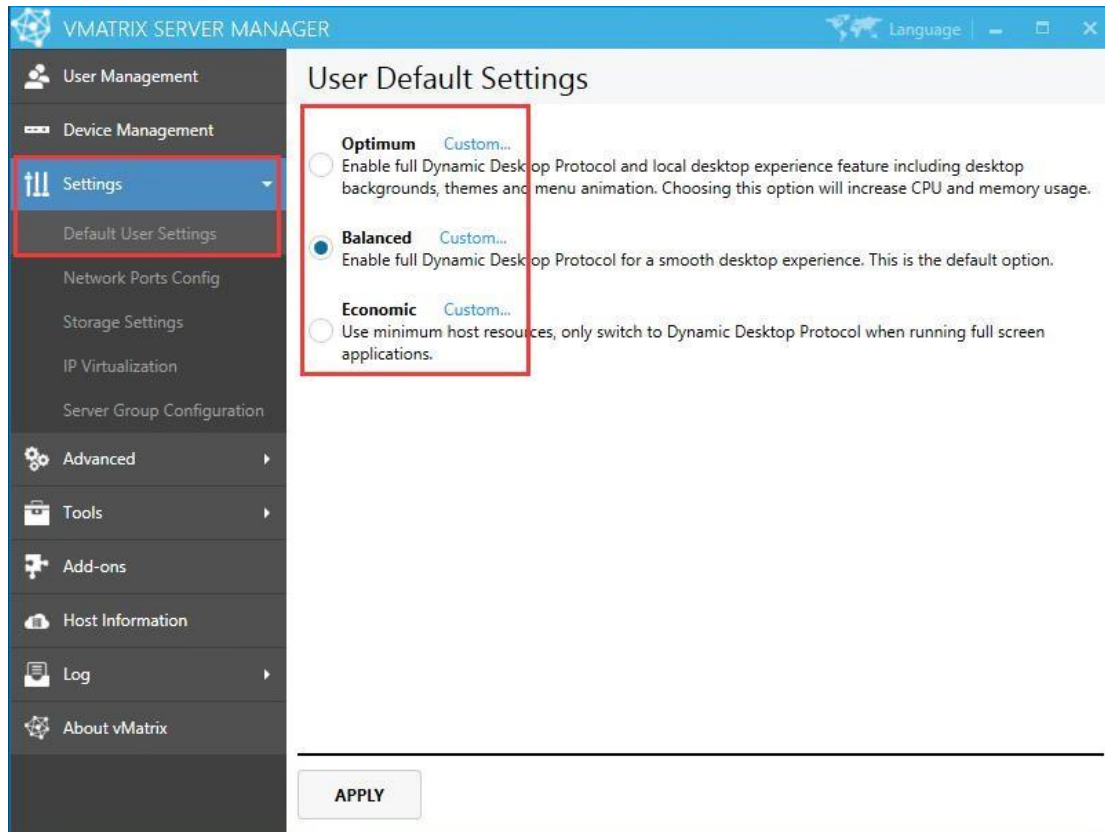 VMATRIX SERVER MANAGER
Language
User Management
Device Management
Settings
Default User Settings
Network Ports Config
Storage Settings
IP Virtualization
Server Group Configuration
Advanced
Tools
Add-ons
Host Information
Log
About vMatrix
User Default Settings
Optimum Custom...
Enable full Dynamic Desktop Protocol and local desktop experience feature including desktop
backgrounds, themes and menu animation. Choosing this option will increase CPU and memory usage.
Balanced Custom...
Enable full Dynamic Desktop Protocol for a smooth desktop experience. This is the default option.
Economic Custom...
Use minimum host resources, only switch to Dynamic Desktop Protocol when running full screen
applications.
APPLY